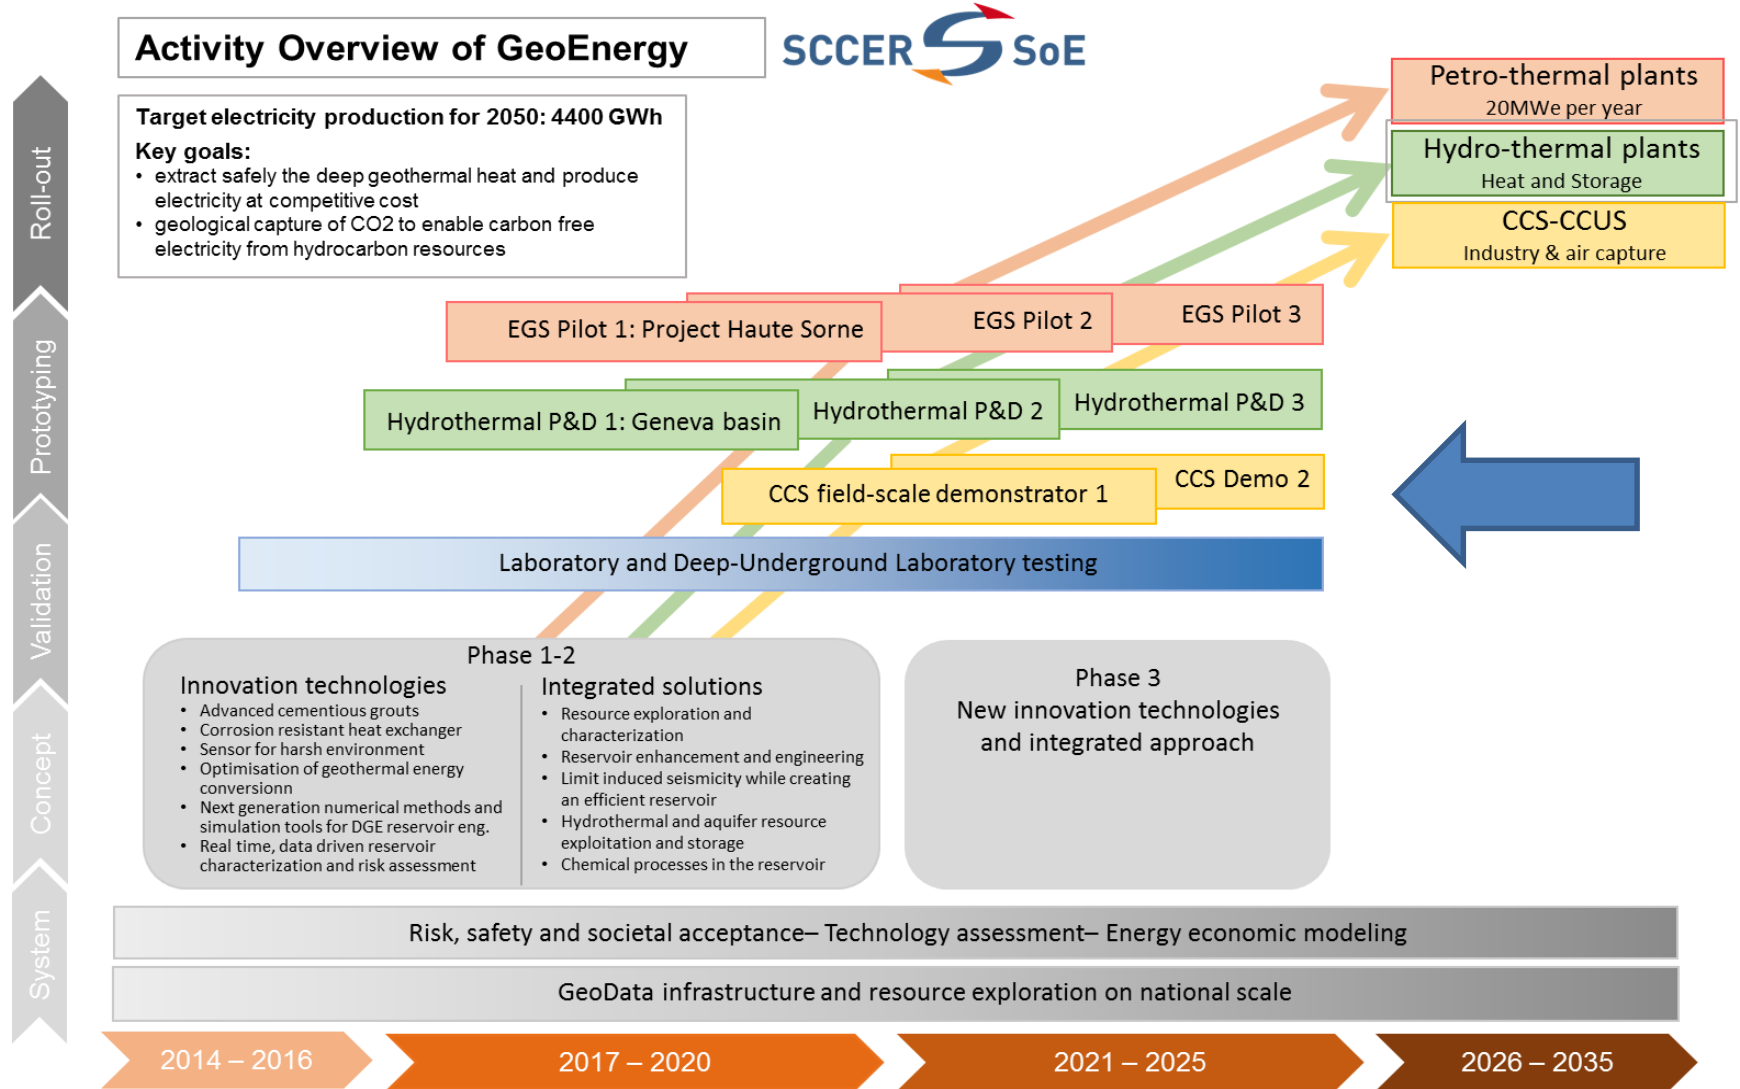 Activity Overview of GeoEnergy
SCCER SoE
Target electricity production for 2050: 4400 GWh
Key goals:
• extract safely the deep geothermal heat and produce
electricity at competitive cost
• geological capture of CO2 to enable carbon free
electricity from hydrocarbon resources
Petro-thermal plants
20MWe per year
Hydro-thermal plants
Heat and Storage
CCS-CCUS
Industry & air capture
Roll-out
Prototyping
Validation
Concept
System
EGS Pilot 1: Project Haute Sorne
EGS Pilot 2
EGS Pilot 3
Hydrothermal P&D 1: Geneva basin
Hydrothermal P&D 2
Hydrothermal P&D 3
CCS field-scale demonstrator 1
CCS Demo 2
Laboratory and Deep-Underground Laboratory testing
Phase 1-2
Innovation technologies
• Advanced cementious grouts
• Corrosion resistant heat exchanger
• Sensor for harsh environment
• Optimisation of geothermal energy
conversionn
• Next generation numerical methods and
simulation tools for DGE reservoir eng.
• Real time, data driven reservoir
characterization and risk assessment
Integrated solutions
• Resource exploration and
characterization
• Reservoir enhancement and engineering
• Limit induced seismicity while creating
an efficient reservoir
• Hydrothermal and aquifer resource
exploitation and storage
• Chemical processes in the reservoir
Phase 3
New innovation technologies
and integrated approach
Risk, safety and societal acceptance– Technology assessment– Energy economic modeling
GeoData infrastructure and resource exploration on national scale
2014 – 2016
2017 – 2020
2021 – 2025
2026 – 2035